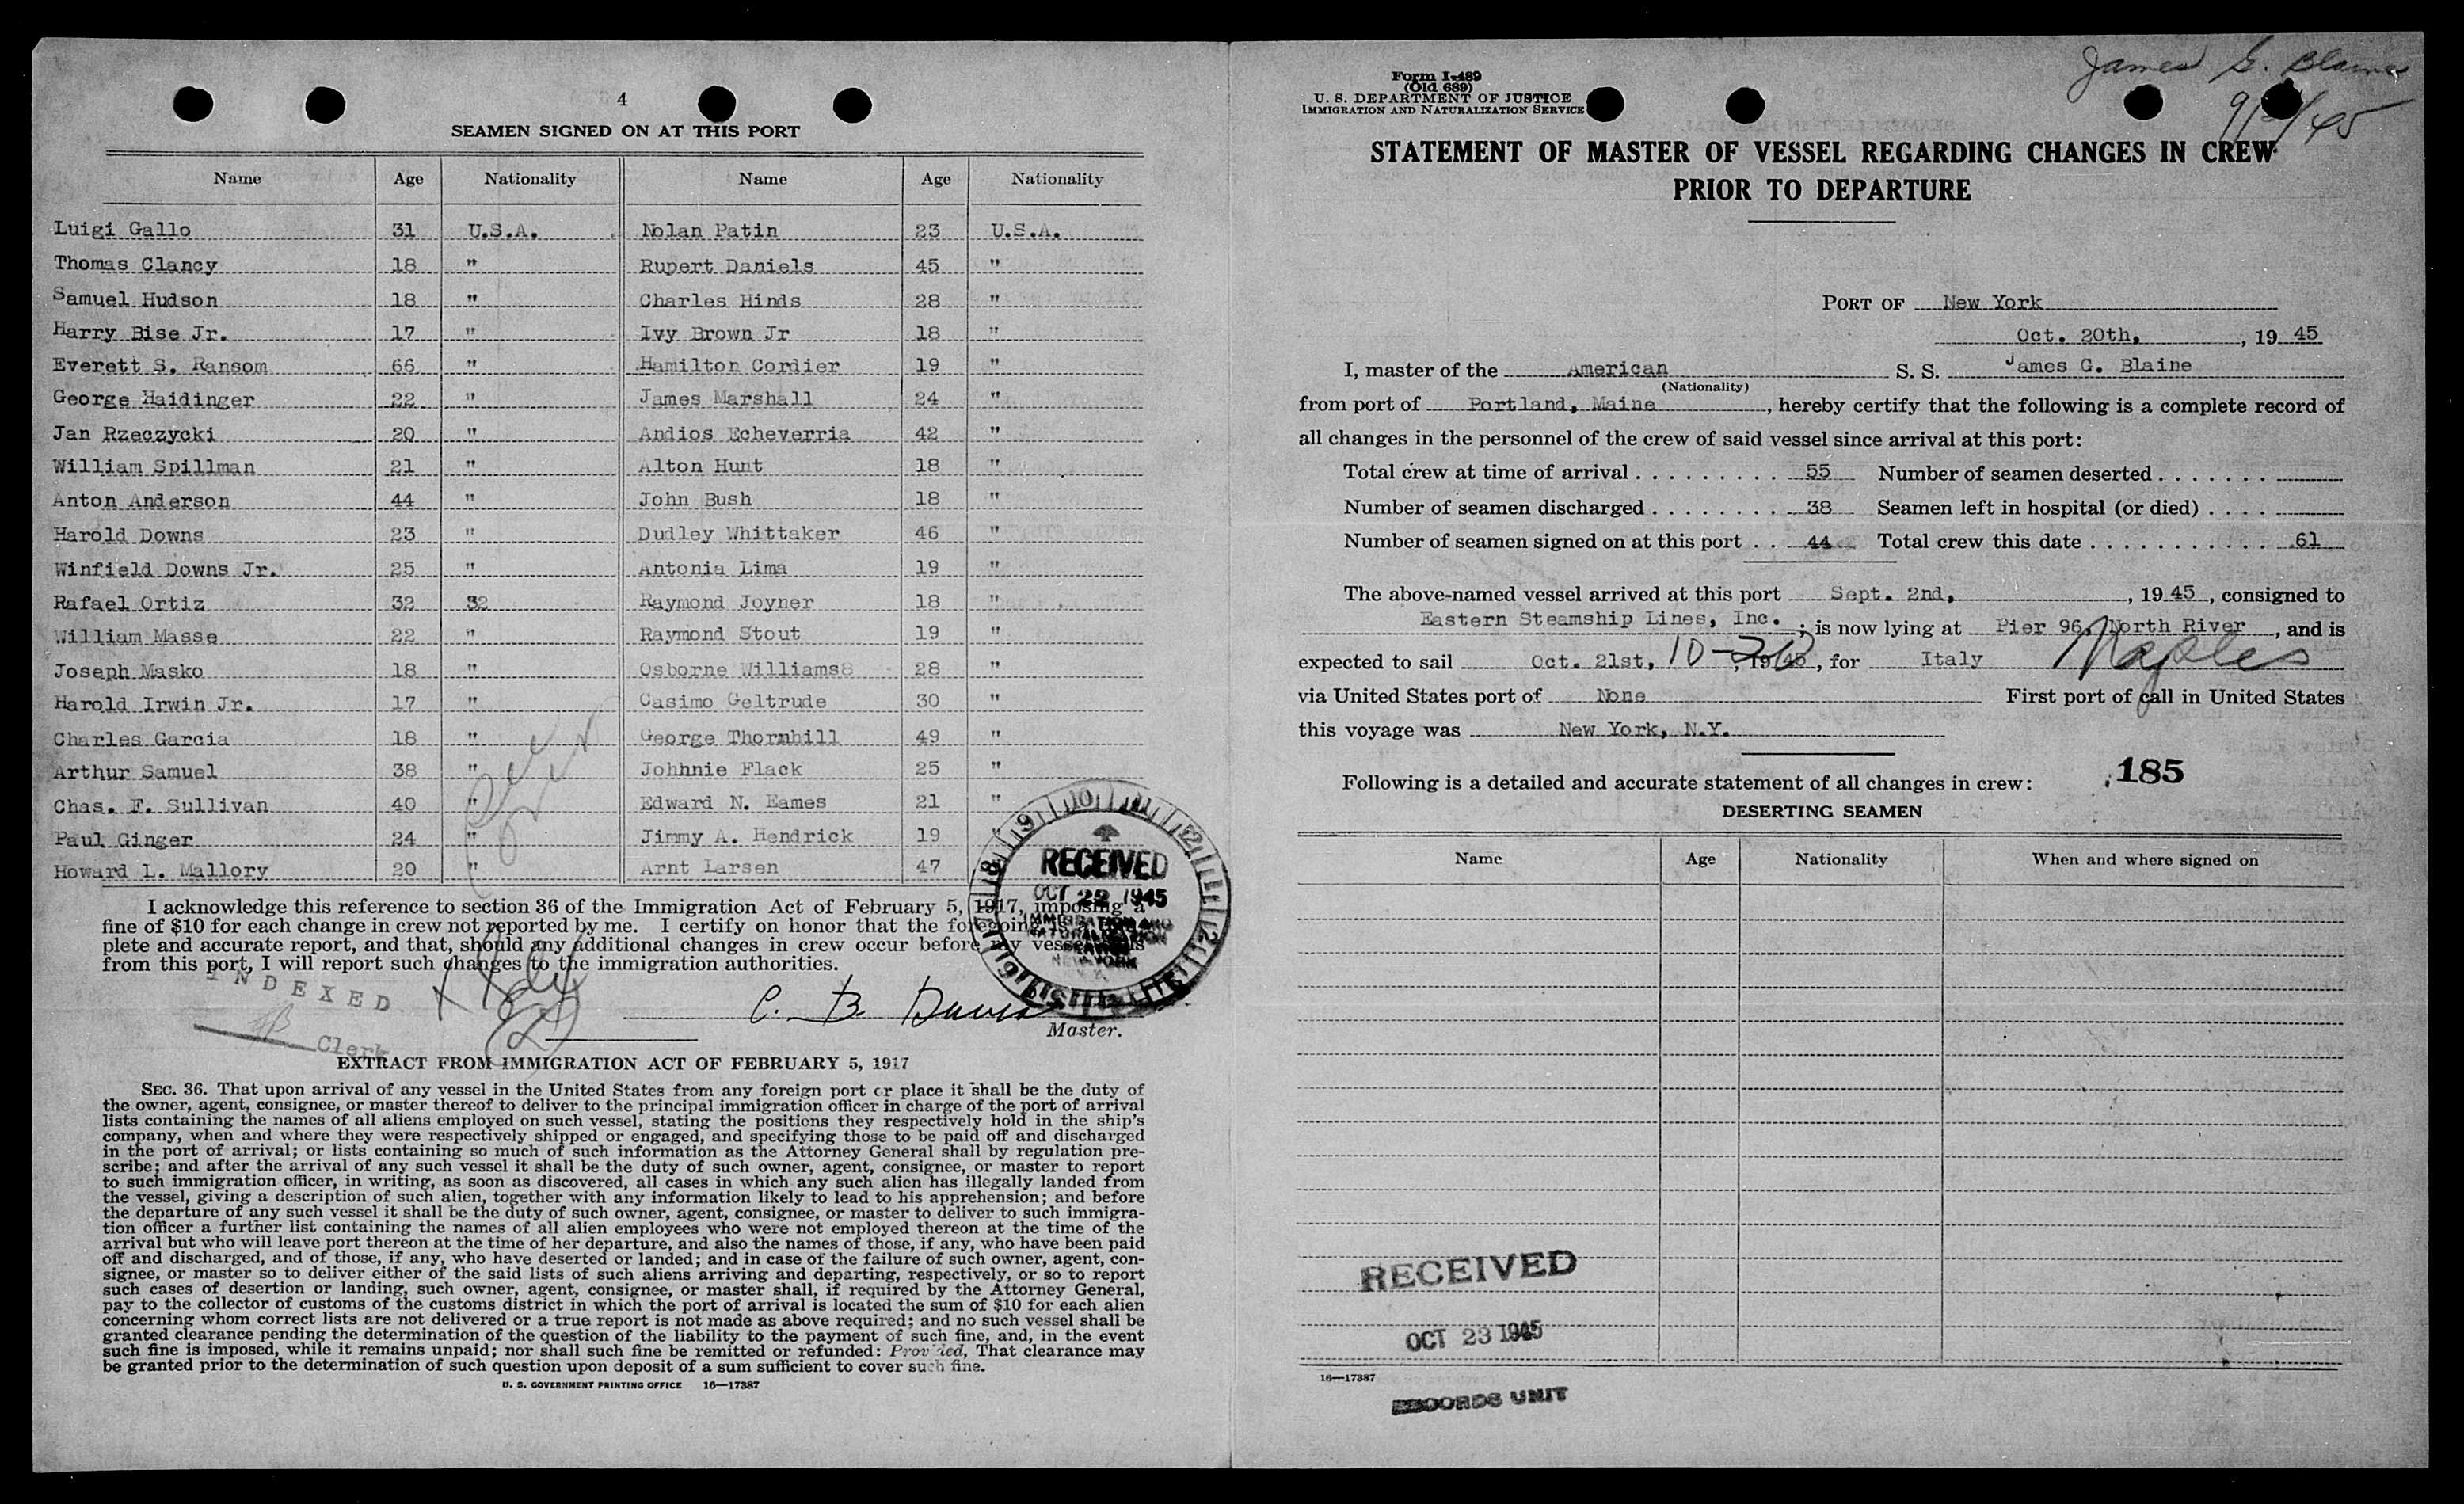 4
SEAMEN SIGNED ON AT THIS PORT
Name Age Nationality Name Age Nationality
Luigi Gallo 31 U.S.A. Nolan Patin 23 U.S.A.
Thomas Clancy 18 " Rupert Daniels 45 "
Samuel Hudson 18 " Charles Hinds 28 "
Harry Bise Jr. 17 " Ivy Brown Jr 18 "
Everett S. Ransom 66 " Hamilton Cordier 19 "
George Haidinger 22 " James Marshall 24 "
Jan Rzeczycki 20 " Andios Echeverria 42 "
William Spillman 21 " Alton Hunt 18 "
Anton Anderson 44 " John Bush 18 "
Harold Downs 23 " Dudley Whittaker 46 "
Winfield Downs Jr. 25 " Antonia Lima 19 "
Rafael Ortiz 32 32 Raymond Joyner 18 "
William Masse 22 " Raymond Stout 19 "
Joseph Masko 18 " Osborne Williams8 28 "
Harold Irwin Jr. 17 " Casimo Geltrude 30 "
Charles Garcia 18 " George Thornhill 49 "
Arthur Samuel 38 " Johhnie Flack 25 "
Chas. F. Sullivan 40 " Edward N. Eames 21 "
Paul Ginger 24 " Jimmy A. Hendrick 19 "
Howard L. Mallory 20 " Arnt Larsen 47 "
I acknowledge this reference to section 36 of the Immigration Act of February 5, 1917, imposing a
fine of $10 for each change in crew not reported by me. I certify on honor that the foregoing is a
plete and accurate report, and that, should any additional changes in crew occur before my vessel
from this port, I will report such changes to the immigration authorities.
RECEIVED
OCT 22 1945
IMMIGRATION AND
NATURALIZATION
SERVICE
NEW YORK
INDEXED
Clerk
C. B. Davis
Master.
EXTRACT FROM IMMIGRATION ACT OF FEBRUARY 5, 1917
SEC. 36. That upon arrival of any vessel in the United States from any foreign port or place it shall be the duty of
the owner, agent, consignee, or master thereof to deliver to the principal immigration officer in charge of the port of arrival
lists containing the names of all aliens employed on such vessel, stating the positions they respectively hold in the ship's
company, when and where they were respectively shipped or engaged, and specifying those to be paid off and discharged
in the port of arrival; or lists containing so much of such information as the Attorney General shall by regulation pre-
scribe; and after the arrival of any such vessel it shall be the duty of such owner, agent, consignee, or master to report
to such immigration officer, in writing, as soon as discovered, all cases in which any such alien has illegally landed from
the vessel, giving a description of such alien, together with any information likely to lead to his apprehension; and before
the departure of any such vessel it shall be the duty of such owner, agent, consignee, or master to deliver to such immigra-
tion officer a further list containing the names of all alien employees who were not employed thereon at the time of the
arrival but who will leave port thereon at the time of her departure, and also the names of those, if any, who have been paid
off and discharged, and of those, if any, who have deserted or landed; and in case of the failure of such owner, agent, con-
signee, or master so to deliver either of the said lists of such aliens arriving and departing, respectively, or so to report
such cases of desertion or landing, such owner, agent, consignee, or master shall, if required by the Attorney General,
pay to the collector of customs of the customs district in which the port of arrival is located the sum of $10 for each alien
concerning whom correct lists are not delivered or a true report is not made as above required; and no such vessel shall be
granted clearance pending the determination of the question of the liability to the payment of such fine, and, in the event
such fine is imposed, while it remains unpaid; nor shall such fine be remitted or refunded: Provided, That clearance may
be granted prior to the determination of such question upon deposit of a sum sufficient to cover such fine.
U. S. GOVERNMENT PRINTING OFFICE 16—17387
James G. Blaine
Form I-489
(Old 689)
U. S. DEPARTMENT OF JUSTICE
IMMIGRATION AND NATURALIZATION SERVICE
STATEMENT OF MASTER OF VESSEL REGARDING CHANGES IN CREW
PRIOR TO DEPARTURE
PORT OF New York
Oct. 20th, , 19 45
I, master of the American S. S. James G. Blaine
(Nationality)
from port of Portland, Maine , hereby certify that the following is a complete record of
all changes in the personnel of the crew of said vessel since arrival at this port:
Total crew at time of arrival . . . . . . . . . . 55 Number of seamen deserted . . . . . . .
Number of seamen discharged . . . . . . . . 38 Seamen left in hospital (or died) . . . .
Number of seamen signed on at this port . . 44 Total crew this date . . . . . . . . . . . 61
The above-named vessel arrived at this port Sept. 2nd, , 19 45 , consigned to
Eastern Steamship Lines, Inc. ; is now lying at Pier 96, North River , and is
expected to sail Oct. 21st, 10-20 , 19 45 , for Italy Naples
via United States port of None First port of call in United States
this voyage was New York, N.Y.
Following is a detailed and accurate statement of all changes in crew: 185
DESERTING SEAMEN
Name Age Nationality When and where signed on
RECEIVED
OCT 23 1945
RECORDS UNIT
16—17387